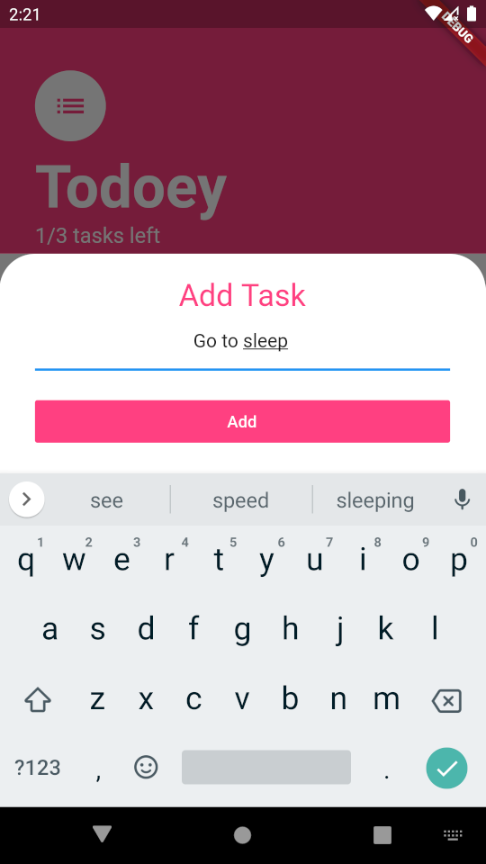 2:21
DEBUG
Todoey
1/3 tasks left
Add Task
Go to sleep
Add
see speed sleeping
1 2 3 4 5 6 7 8 9 0
q w e r t y u i o p
a s d f g h j k l
z x c v b n m
?123 , .